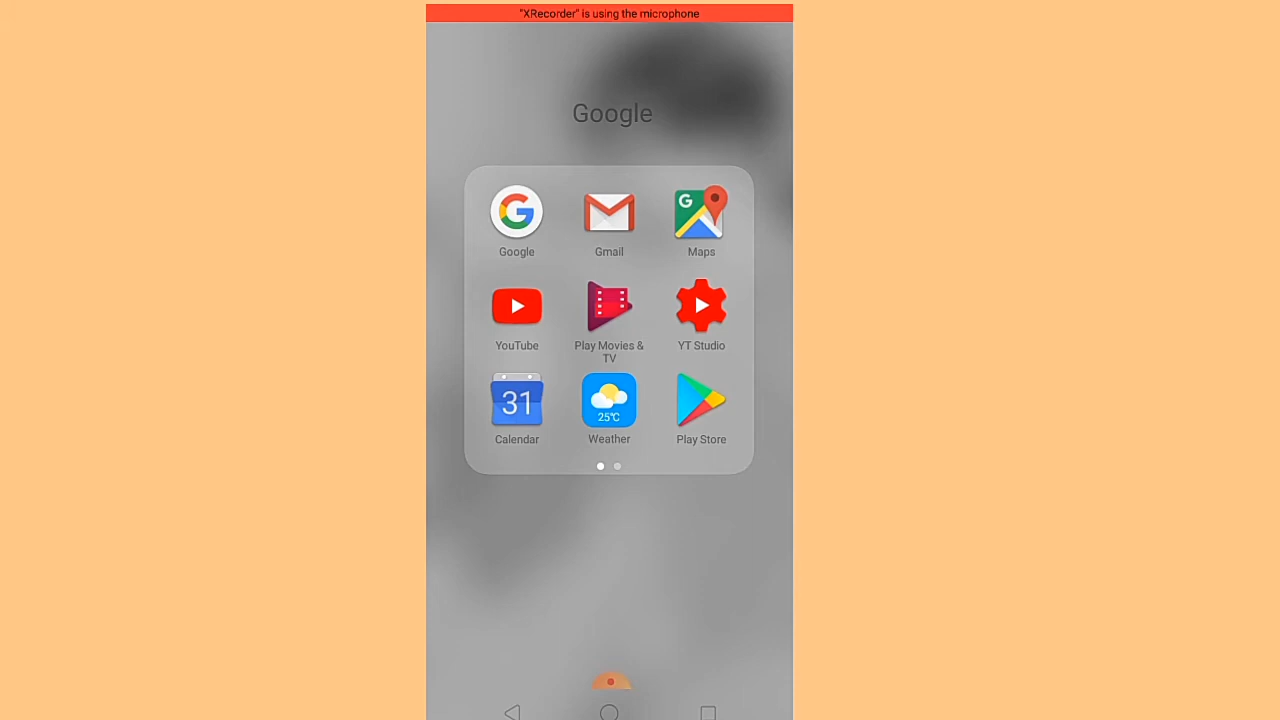 "XRecorder" is using the microphone
Google
G
Google
Gmail
Maps
YouTube
Play Movies &
TV
YT Studio
31
25℃
Calendar
Weather
Play Store